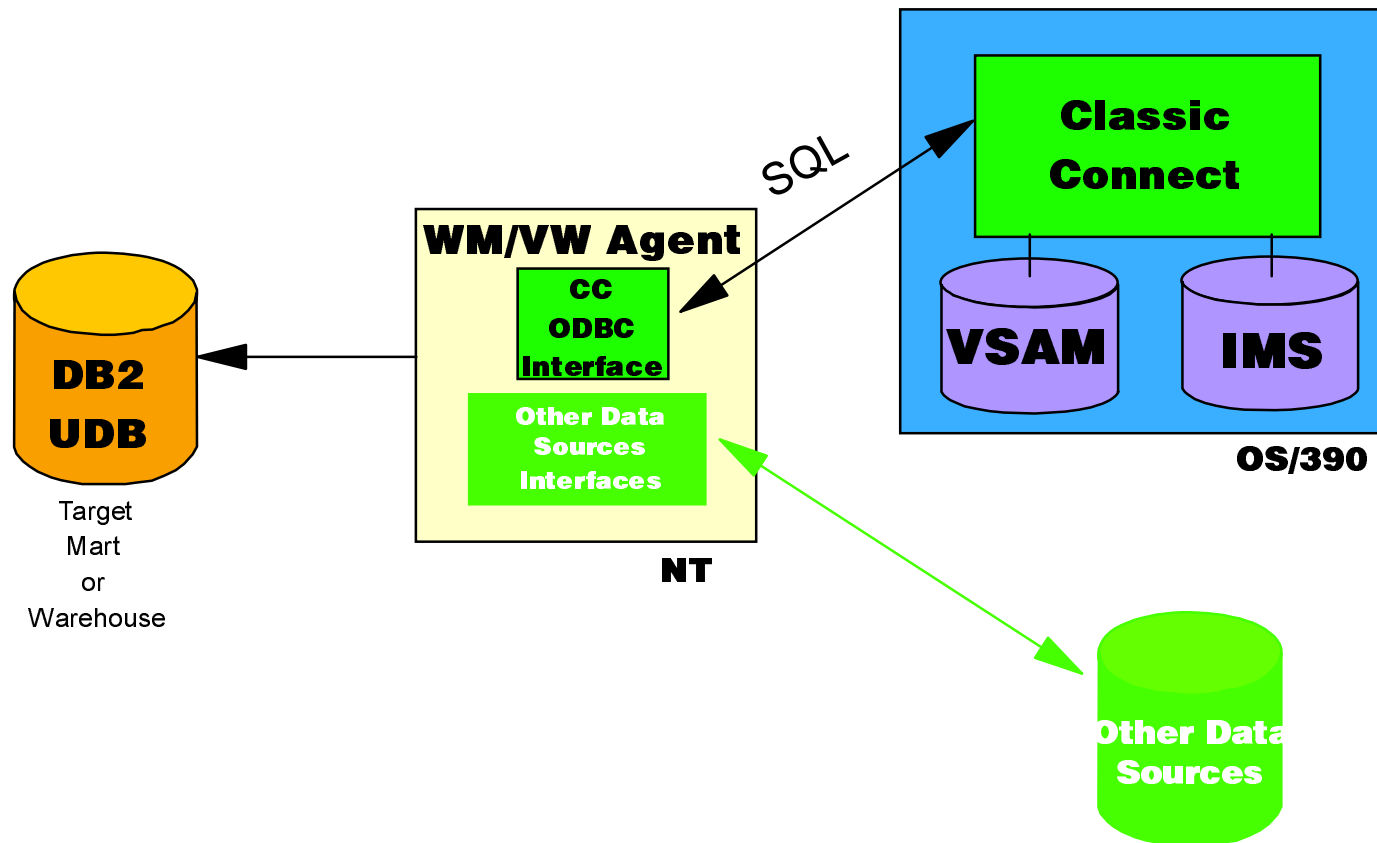 Classic
Connect
SQL
WM/VW Agent
CC
ODBC
Interface
Other Data
Sources
Interfaces
NT
DB2
UDB
Target
Mart
or
Warehouse
VSAM
IMS
OS/390
Other Data
Sources